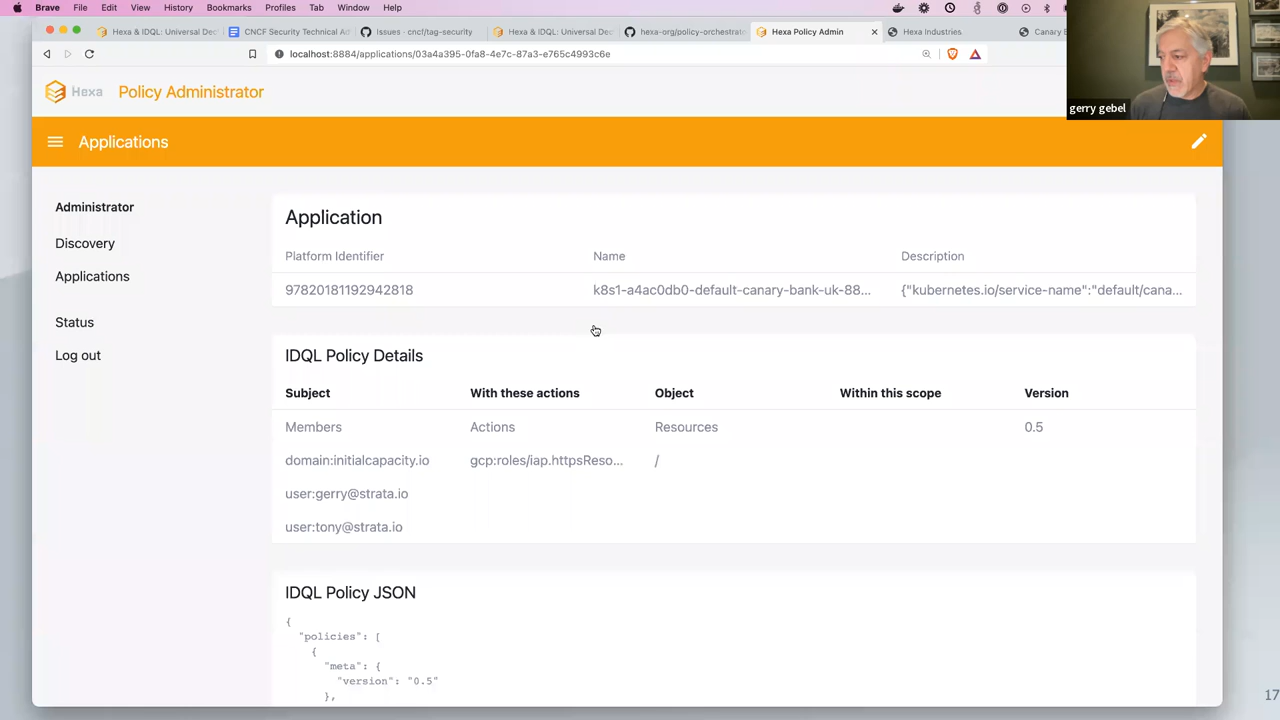 Brave File Edit View History Bookmarks Profiles Tab Window Help
Hexa & IDQL: Universal Dec
CNCF Security Technical Ad
Issues · cncf/tag-security
Hexa & IDQL: Universal Dec
hexa-org/policy-orchestrat
Hexa Policy Admin
Hexa Industries
Canary B
localhost:8884/applications/03a4a395-0fa8-4e7c-87a3-e765c4993c6e
gerry gebel
Hexa Policy Administrator
Applications
Administrator
Discovery
Applications
Status
Log out
Application
Platform Identifier Name Description
97820181192942818 k8s1-a4ac0db0-default-canary-bank-uk-88... {"kubernetes.io/service-name":"default/cana...
IDQL Policy Details
Subject With these actions Object Within this scope Version
Members Actions Resources 0.5
domain:initialcapacity.io gcp:roles/iap.httpsReso... /
user:gerry@strata.io
user:tony@strata.io
IDQL Policy JSON
{
"policies": [
{
"meta": {
"version": "0.5"
},
17